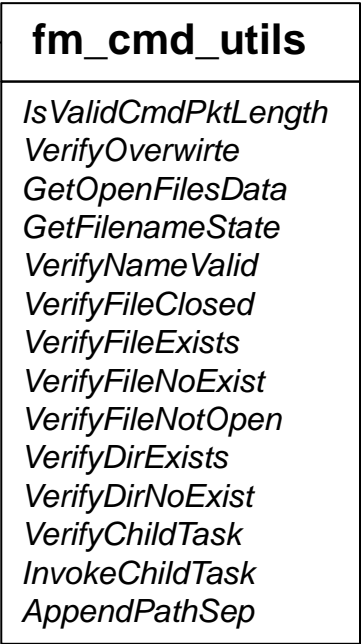 fm_cmd_utils
IsValidCmdPktLength
VerifyOverwirte
GetOpenFilesData
GetFilenameState
VerifyNameValid
VerifyFileClosed
VerifyFileExists
VerifyFileNoExist
VerifyFileNotOpen
VerifyDirExists
VerifyDirNoExist
VerifyChildTask
InvokeChildTask
AppendPathSep